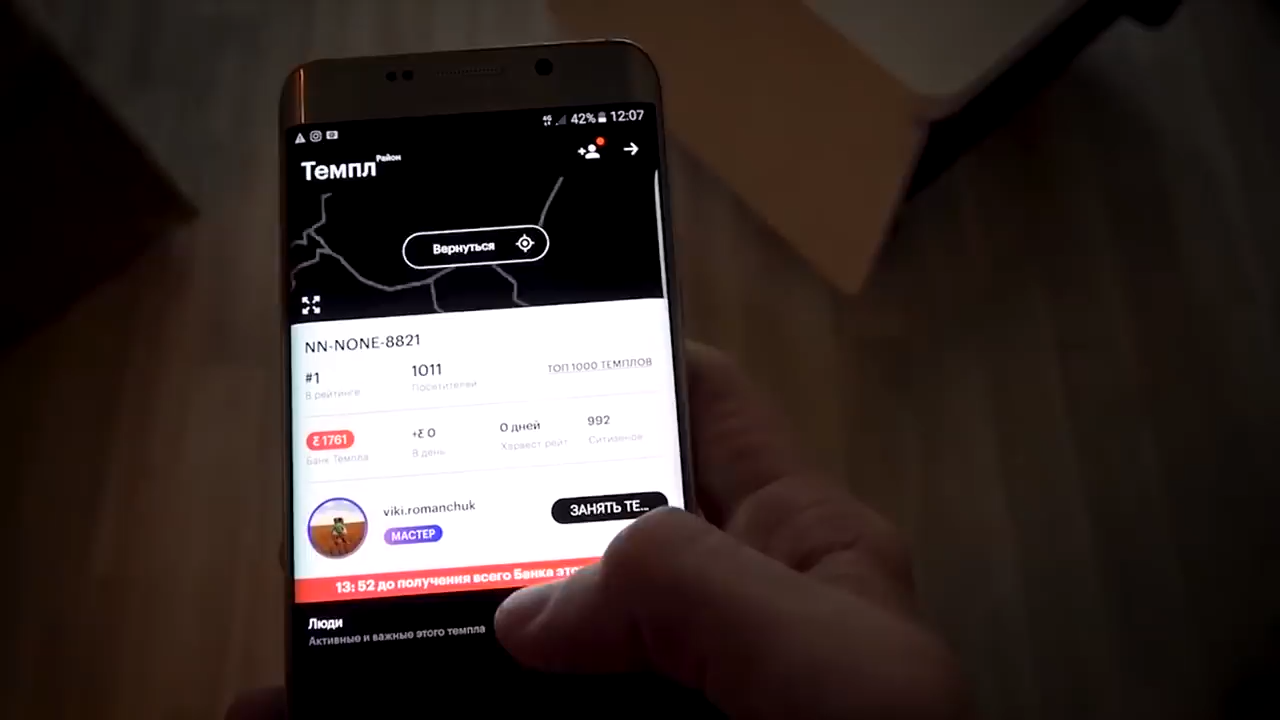 42% 12:07
Темпл Район
Вернуться
NN-NONE-8821
#1 1011 ТОП 1000 ТЕМПЛОВ
В рейтинге Посетителей
1761 +Ȝ 0 0 дней 992
Банк Темпла В день Харвест рейт Ситизенов
viki.romanchuk ЗАНЯТЬ ТЕ...
МАСТЕР
13: 52 до получения всего Банка это
Люди
Активные и важные этого темпла